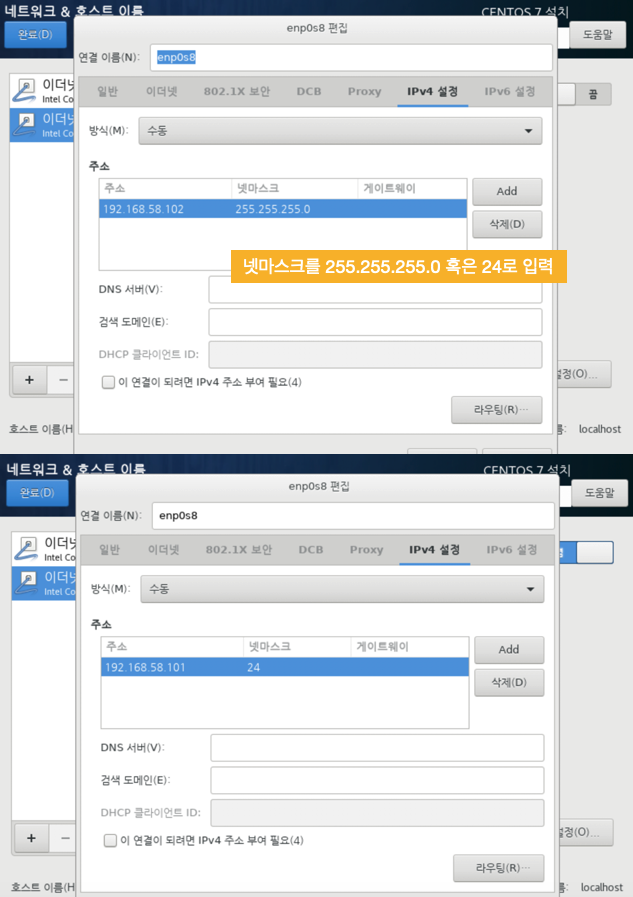 네트워크 & 호스트 이름
CENTOS 7 설치
완료(D)
도움말
enp0s8 편집
연결 이름(N):
enp0s8
일반
이더넷
802.1X 보안
DCB
Proxy
IPv4 설정
IPv6 설정
이더넷
Intel Co
이더넷
Intel Co
끔
방식(M):
수동
주소
주소
넷마스크
게이트웨이
192.168.58.102
255.255.255.0
Add
삭제(D)
넷마스크를 255.255.255.0 혹은 24로 입력
DNS 서버(V):
검색 도메인(E):
DHCP 클라이언트 ID:
이 연결이 되려면 IPv4 주소 부여 필요(4)
+
−
설정(O)...
라우팅(R)…
호스트 이름(H
름:
localhost
네트워크 & 호스트 이름
CENTOS 7 설치
완료(D)
도움말
enp0s8 편집
연결 이름(N):
enp0s8
일반
이더넷
802.1X 보안
DCB
Proxy
IPv4 설정
IPv6 설정
이더넷
Intel Co
이더넷
Intel Co
방식(M):
수동
주소
주소
넷마스크
게이트웨이
192.168.58.101
24
Add
삭제(D)
DNS 서버(V):
검색 도메인(E):
DHCP 클라이언트 ID:
이 연결이 되려면 IPv4 주소 부여 필요(4)
+
−
설정(O)...
라우팅(R)…
호스트 이름(H
름:
localhost